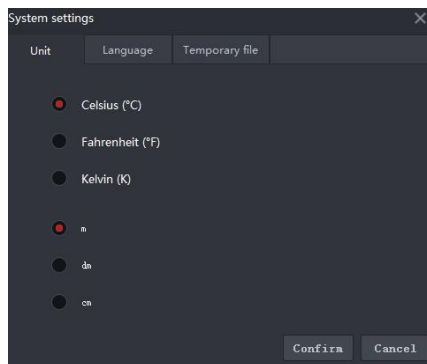 System settings
Unit Language Temporary file
Celsius (°C)
Fahrenheit (°F)
Kelvin (K)
m
dm
cm
Confirm Cancel